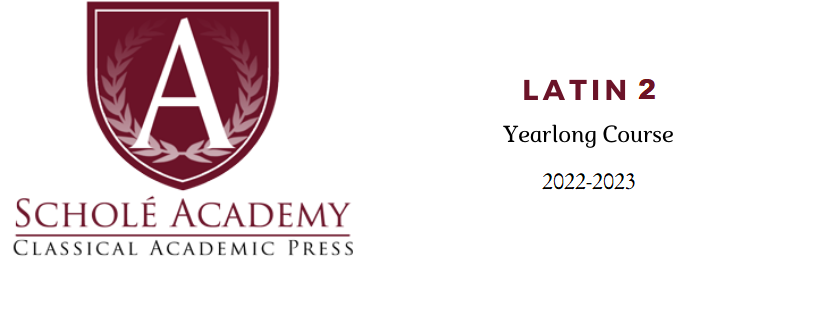 A
SCHOLÉ ACADEMY
CLASSICAL ACADEMIC PRESS
LATIN 2
Yearlong Course
2022-2023